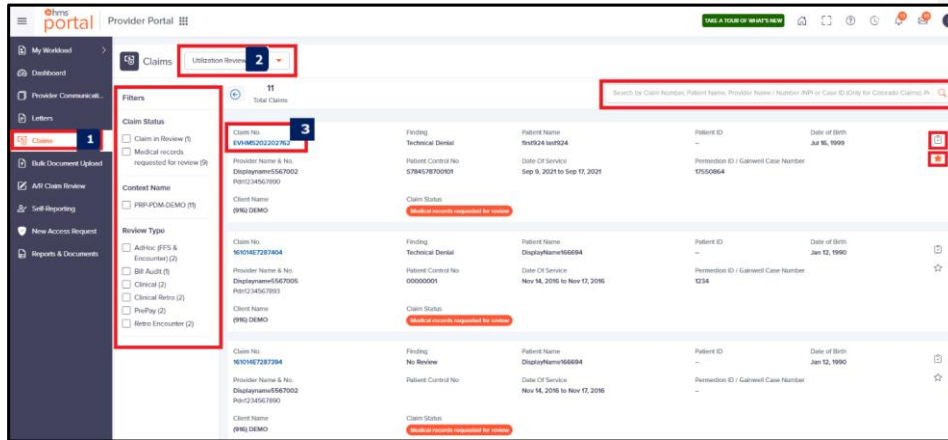 hms
portal
Provider Portal
TAKE A TOUR OF WHAT'S NEW
My Workload
Dashboard
Provider Communicati...
Letters
Claims
1
Bulk Document Upload
A/R Claim Review
Self-Reporting
New Access Request
Reports & Documents
Claims
Utilization Review
2
Filters
Claim Status
Claim in Review (1)
Medical records
requested for review (9)
Context Name
PRP-PDM-DEMO (11)
Review Type
AdHoc (FFS &
Encounter) (2)
Bill Audit (1)
Clinical (2)
Clinical Retro (2)
PrePay (2)
Retro Encounter (2)
11
Total Claims
Search by Claim Number, Patient Name, Provider Name / Number /NPI or Case ID (Only for Colorado Claims), P
3
Claim No. Finding Patient Name Patient ID Date of Birth
EVHMS202202762 Technical Denial first924 last924 -- Jul 16, 1999
Provider Name & No. Patient Control No Date Of Service Permedion ID / Gainwell Case Number
Displayname5567002 S784578700101 Sep 9, 2021 to Sep 17, 2021 17550864
Pdn1234567890
Client Name Claim Status
(916) DEMO Medical records requested for review
Claim No. Finding Patient Name Patient ID Date of Birth
161014E7287404 Technical Denial DisplayName166694 -- Jan 12, 1990
Provider Name & No. Patient Control No Date Of Service Permedion ID / Gainwell Case Number
Displayname5567005 00000001 Nov 14, 2016 to Nov 17, 2016 1234
Pdn1234567893
Client Name Claim Status
(916) DEMO Medical records requested for review
Claim No. Finding Patient Name Patient ID Date of Birth
161014E7287394 No Review DisplayName166694 -- Jan 12, 1990
Provider Name & No. Patient Control No Date Of Service Permedion ID / Gainwell Case Number
Displayname5567002 Nov 14, 2016 to Nov 17, 2016 --
Pdn1234567890
Client Name Claim Status
(916) DEMO Medical records requested for review